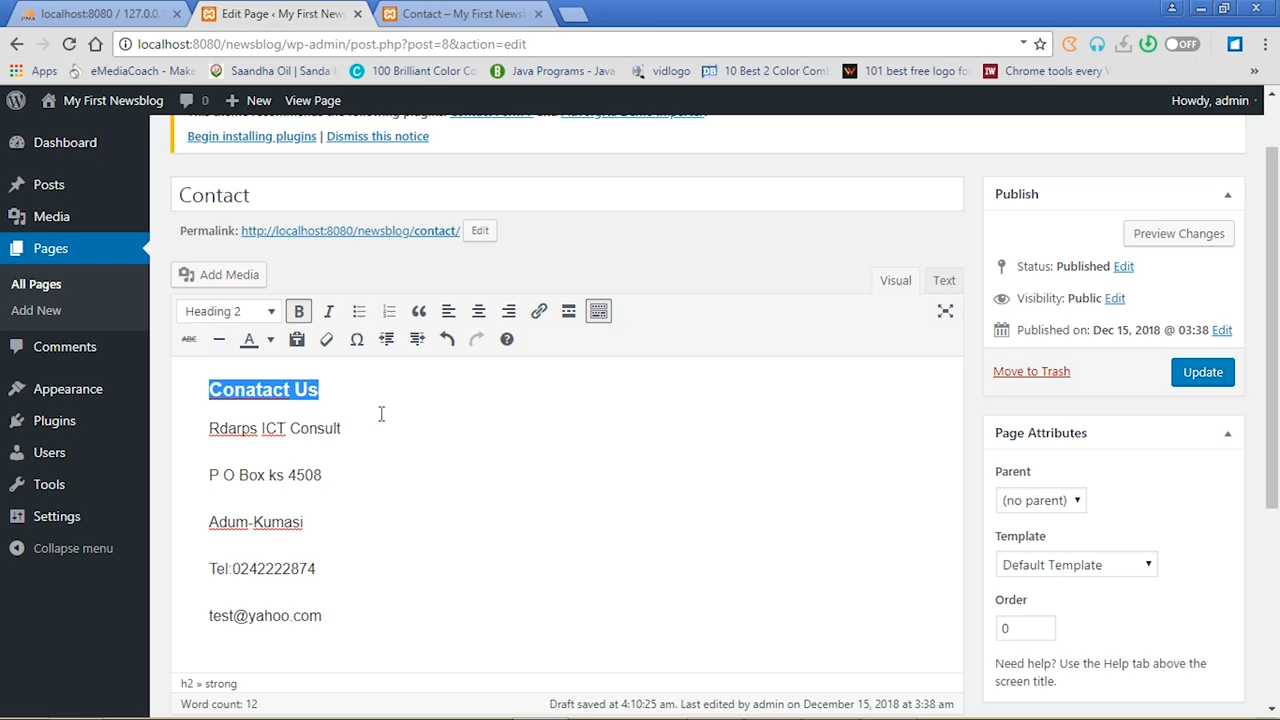 localhost:8080 / 127.0.0.
Edit Page ‹ My First New
Contact – My First Newsb
localhost:8080/newsblog/wp-admin/post.php?post=8&action=edit
OFF
Apps
eMediaCoach - Make
Saandha Oil | Sanda
100 Brilliant Color Co
Java Programs - Java
vidlogo
10 Best 2 Color Comb
101 best free logo fo
Chrome tools every W
My First Newsblog
0
New
View Page
Howdy, admin
Begin installing plugins | Dismiss this notice
Dashboard
Posts
Media
Pages
All Pages
Add New
Comments
Appearance
Plugins
Users
Tools
Settings
Collapse menu
Contact
Permalink: http://localhost:8080/newsblog/contact/ Edit
Add Media
Visual
Text
Heading 2
B
I
ABC
A
Conatact Us
Rdarps ICT Consult
P O Box ks 4508
Adum-Kumasi
Tel:0242222874
test@yahoo.com
h2 » strong
Word count: 12
Draft saved at 4:10:25 am. Last edited by admin on December 15, 2018 at 3:38 am
Publish
Preview Changes
Status: Published Edit
Visibility: Public Edit
Published on: Dec 15, 2018 @ 03:38 Edit
Move to Trash
Update
Page Attributes
Parent
(no parent)
Template
Default Template
Order
0
Need help? Use the Help tab above the
screen title.